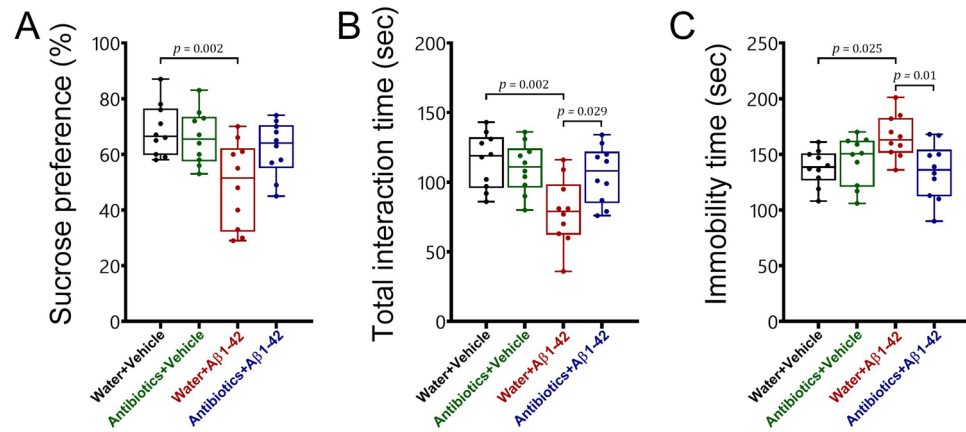 A
Sucrose preference (%)
100
80
60
40
20
0
p = 0.002
Water+Vehicle
Antibiotics+Vehicle
Water+Aβ1-42
Antibiotics+Aβ1-42
B
Total interaction time (sec)
200
150
100
50
0
p = 0.002
p = 0.029
Water+Vehicle
Antibiotics+Vehicle
Water+Aβ1-42
Antibiotics+Aβ1-42
C
Immobility time (sec)
250
200
150
100
50
0
p = 0.025
p = 0.01
Water+Vehicle
Antibiotics+Vehicle
Water+Aβ1-42
Antibiotics+Aβ1-42